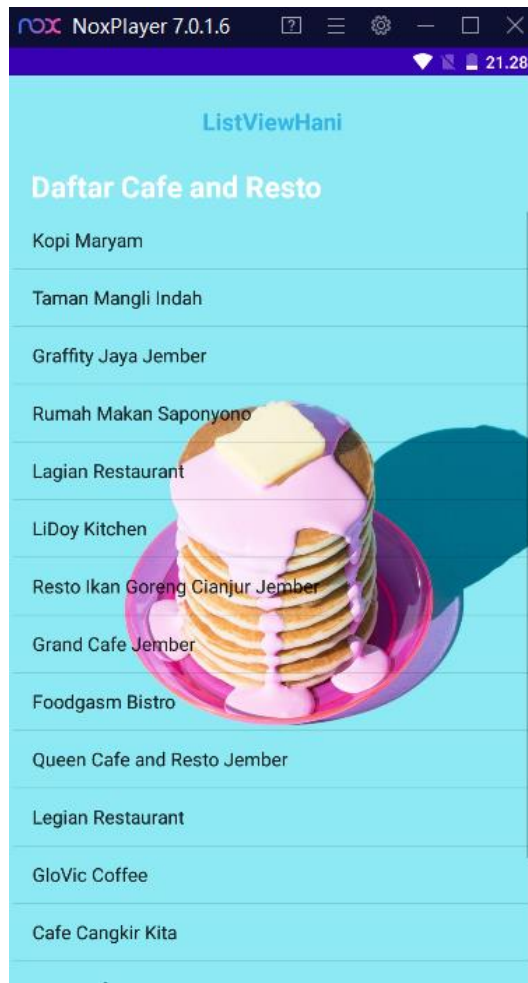 nox NoxPlayer 7.0.1.6
21.28
ListViewHani
Daftar Cafe and Resto
Kopi Maryam
Taman Mangli Indah
Graffity Jaya Jember
Rumah Makan Saponyono
Lagian Restaurant
LiDoy Kitchen
Resto Ikan Goreng Cianjur Jember
Grand Cafe Jember
Foodgasm Bistro
Queen Cafe and Resto Jember
Legian Restaurant
GloVic Coffee
Cafe Cangkir Kita